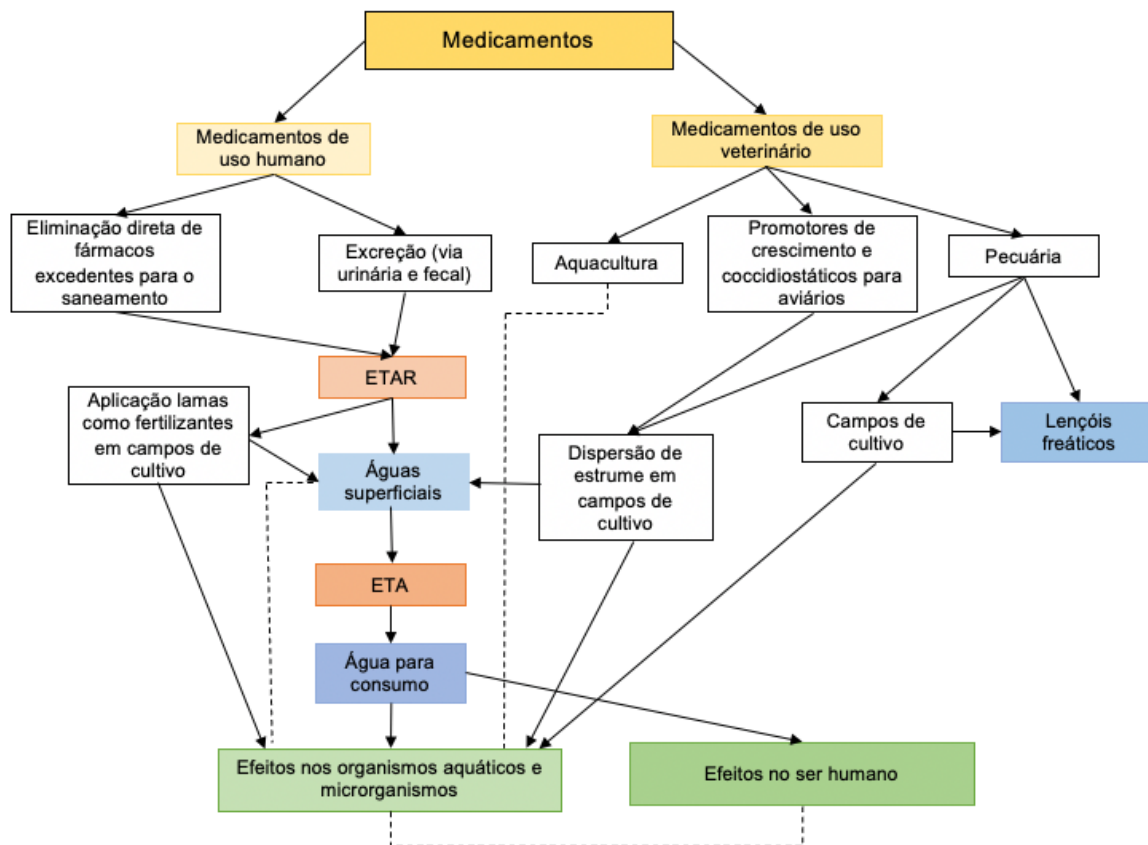 Medicamentos
Medicamentos de
uso humano
Medicamentos de uso
veterinário
Eliminação direta de
fármacos
excedentes para o
saneamento
Excreção (via
urinária e fecal)
Aquacultura
Promotores de
crescimento e
coccidiostáticos para
aviários
Pecuária
ETAR
Aplicação lamas
como fertilizantes
em campos de
cultivo
Águas
superficiais
Dispersão de
estrume em
campos de
cultivo
Campos de
cultivo
Lençóis
freáticos
ETA
Água para
consumo
Efeitos nos organismos aquáticos e
microrganismos
Efeitos no ser humano